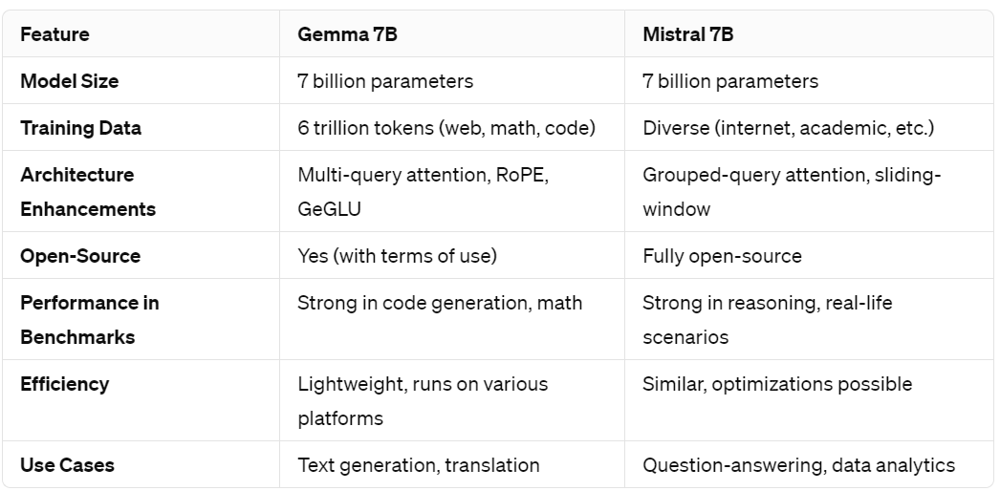 Feature Gemma 7B Mistral 7B
Model Size 7 billion parameters 7 billion parameters
Training Data 6 trillion tokens (web, math, code) Diverse (internet, academic, etc.)
Architecture Multi-query attention, RoPE, Grouped-query attention, sliding-
Enhancements GeGLU window
Open-Source Yes (with terms of use) Fully open-source
Performance in Strong in code generation, math Strong in reasoning, real-life
Benchmarks scenarios
Efficiency Lightweight, runs on various Similar, optimizations possible
platforms
Use Cases Text generation, translation Question-answering, data analytics